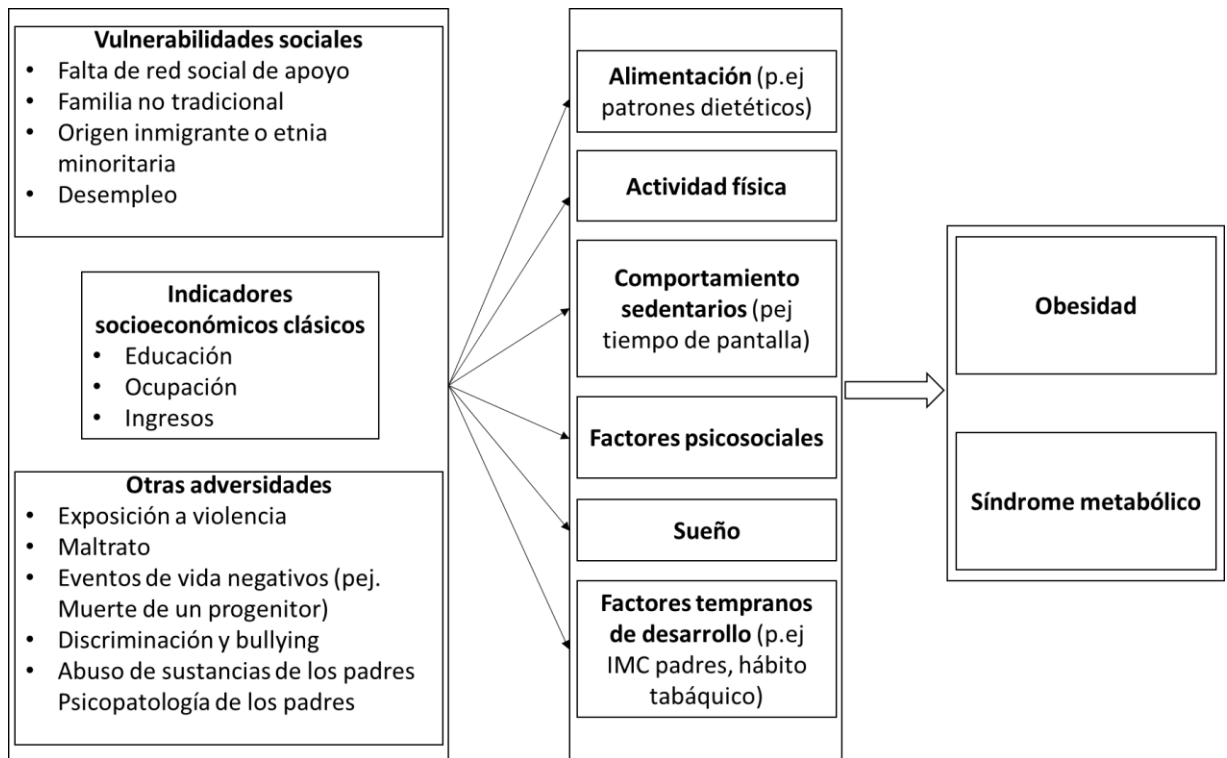 Vulnerabilidades sociales
• Falta de red social de apoyo
• Familia no tradicional
• Origen inmigrante o etnia
minoritaria
• Desempleo
Indicadores
socioeconómicos clásicos
• Educación
• Ocupación
• Ingresos
Otras adversidades
• Exposición a violencia
• Maltrato
• Eventos de vida negativos (pej.
Muerte de un progenitor)
• Discriminación y bullying
• Abuso de sustancias de los padres
Psicopatología de los padres
Alimentación (p.ej
patrones dietéticos)
Actividad física
Comportamiento
sedentarios (pej
tiempo de pantalla)
Factores psicosociales
Sueño
Factores tempranos
de desarrollo (p.ej
IMC padres, hábito
tabáquico)
Obesidad
Síndrome metabólico